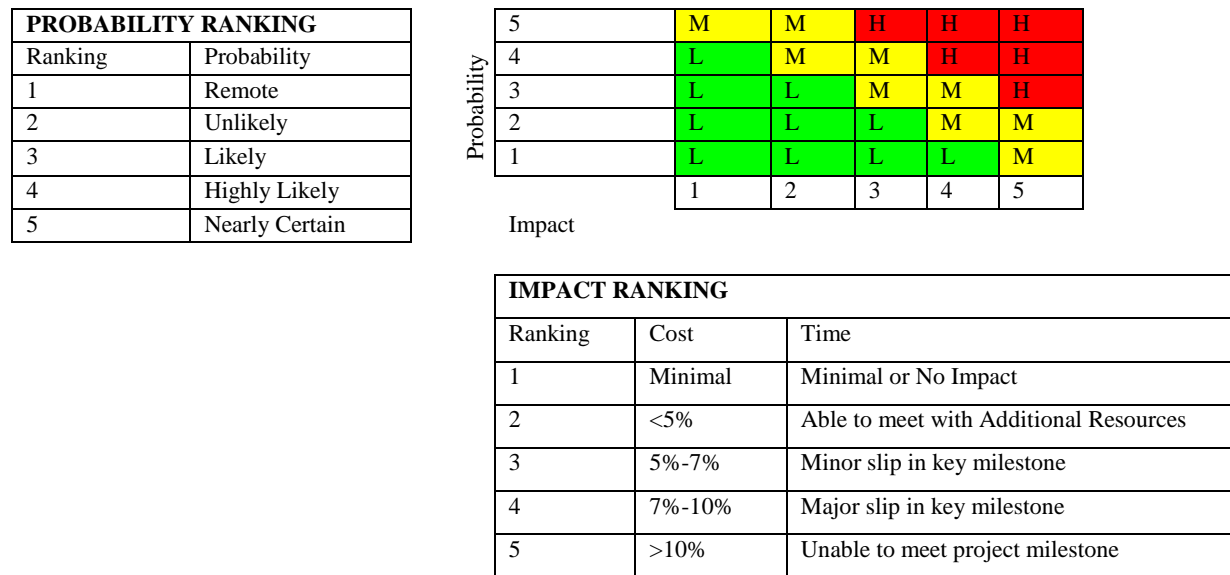 PROBABILITY RANKING
Ranking Probability
1 Remote
2 Unlikely
3 Likely
4 Highly Likely
5 Nearly Certain
Probability
5 M M H H H
4 L M M H H
3 L L M M H
2 L L L M M
1 L L L L M
1 2 3 4 5
Impact
IMPACT RANKING
Ranking Cost Time
1 Minimal Minimal or No Impact
2 <5% Able to meet with Additional Resources
3 5%-7% Minor slip in key milestone
4 7%-10% Major slip in key milestone
5 >10% Unable to meet project milestone